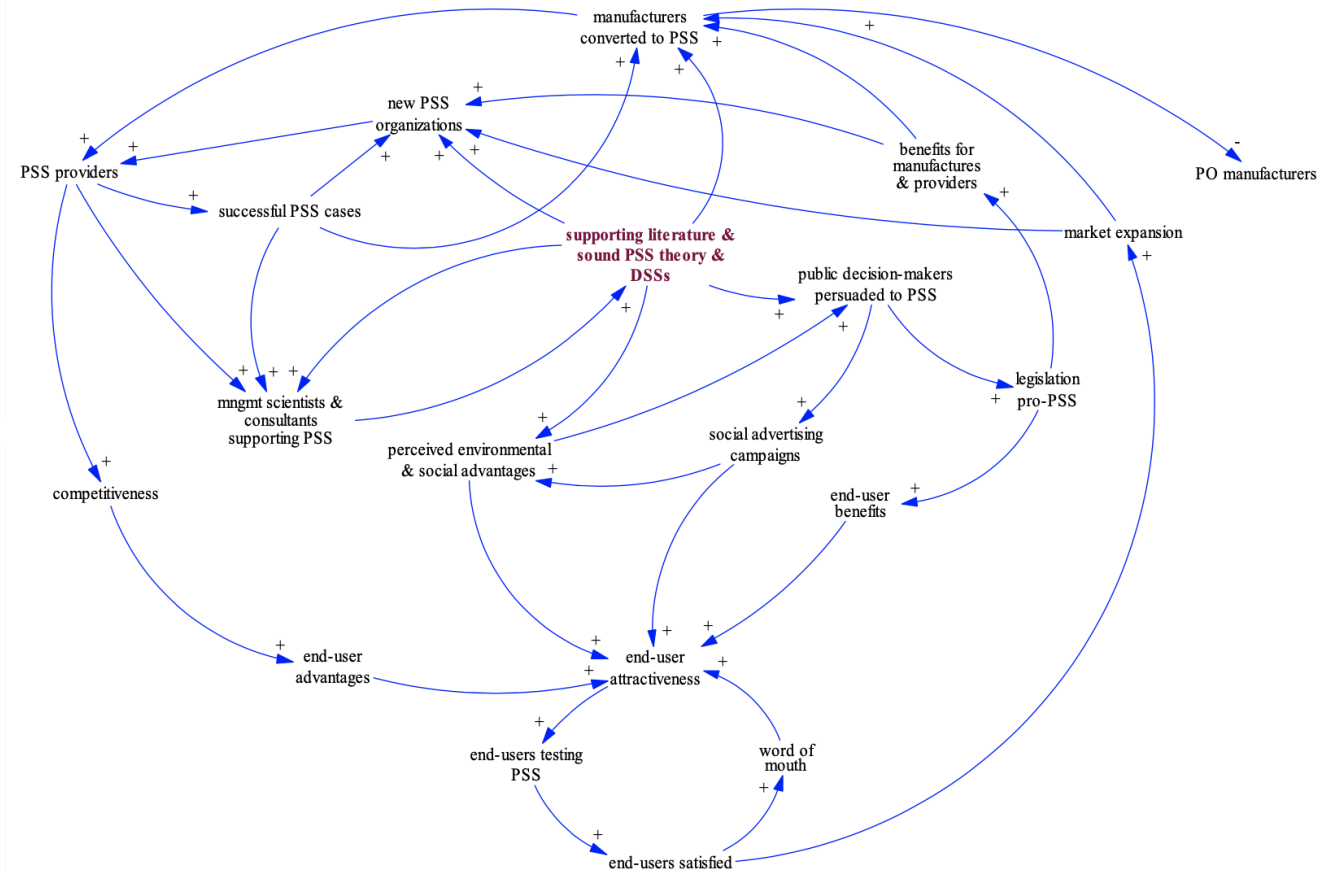 manufacturers
converted to PSS
+
+
+
+
+
new PSS
organizations
+
+
+
+
+
+
PSS providers
benefits for
manufactures
& providers
+
-
PO manufacturers
+
successful PSS cases
supporting literature &
sound PSS theory &
DSSs
+
market expansion
+
public decision-makers
persuaded to PSS
+
+
mngmt scientists &
consultants
supporting PSS
+
+
+
legislation
pro-PSS
+
perceived environmental
& social advantages
+
+
social advertising
campaigns
+
competitiveness
+
end-user
benefits
+
end-user
advantages
+
end-user
attractiveness
+
+
+
+
+
end-users testing
PSS
+
word of
mouth
+
end-users satisfied
+